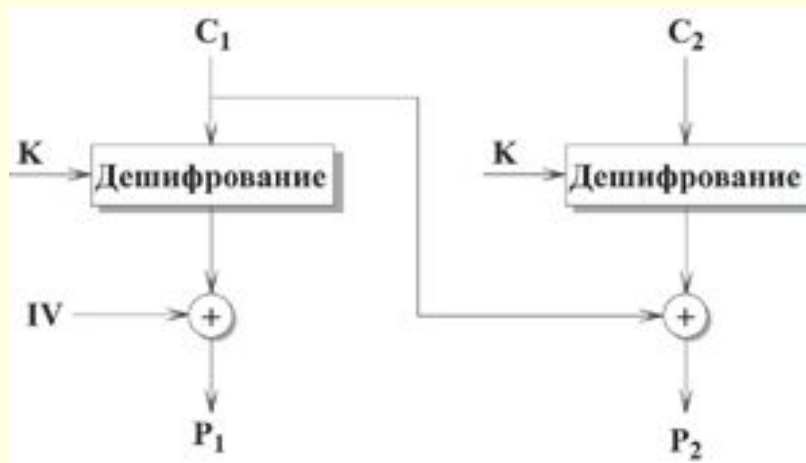 C1 C2
K Дешифрование K Дешифрование
IV + +
P1 P2